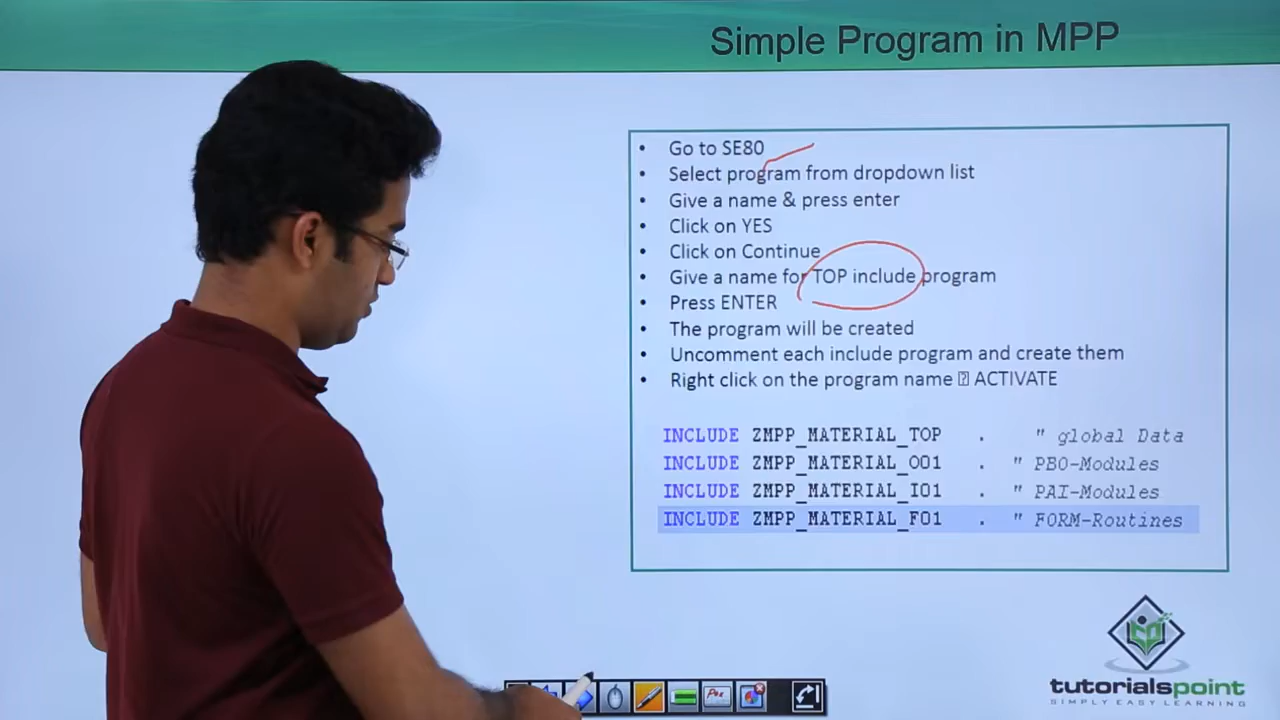 Simple Program in MPP
• Go to SE80
• Select program from dropdown list
• Give a name & press enter
• Click on YES
• Click on Continue
• Give a name for TOP include program
• Press ENTER
• The program will be created
• Uncomment each include program and create them
• Right click on the program name ⍰ ACTIVATE
INCLUDE ZMPP_MATERIAL_TOP . " global Data
INCLUDE ZMPP_MATERIAL_O01 . " PBO-Modules
INCLUDE ZMPP_MATERIAL_I01 . " PAI-Modules
INCLUDE ZMPP_MATERIAL_F01 . " FORM-Routines
tutorialspoint
SIMPLY EASY LEARNING